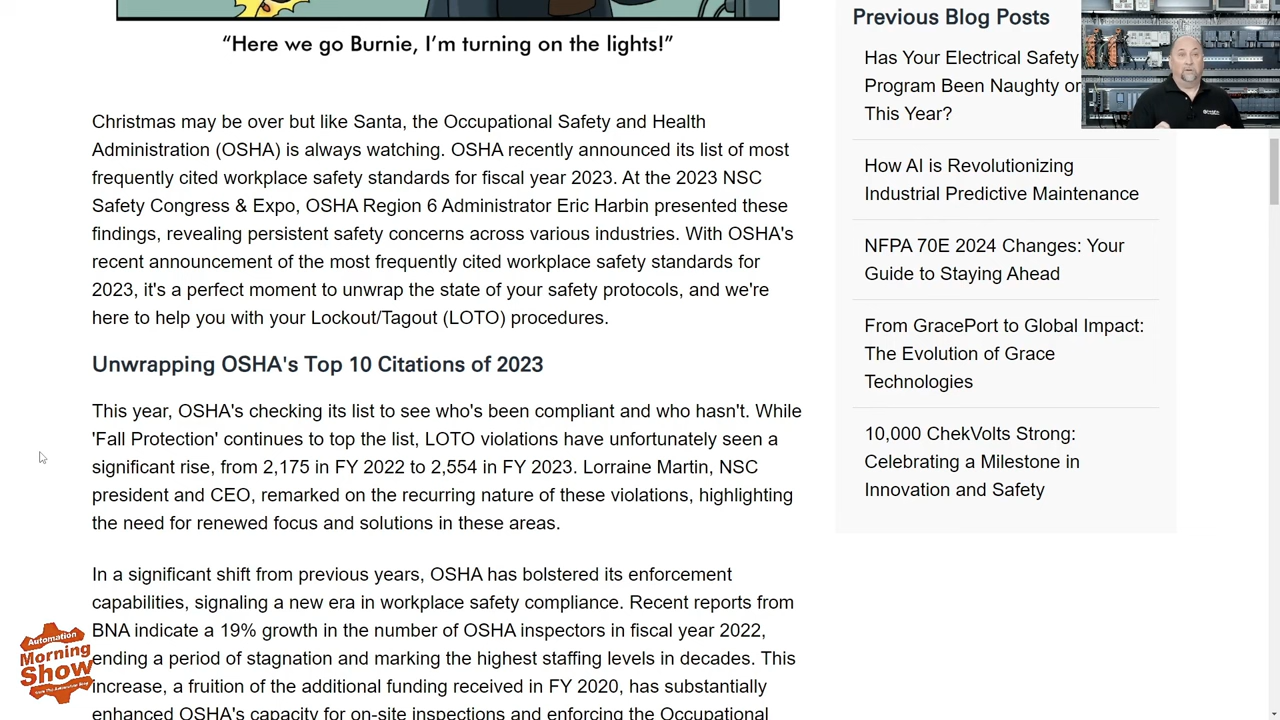 “Here we go Burnie, I’m turning on the lights!”
Christmas may be over but like Santa, the Occupational Safety and Health
Administration (OSHA) is always watching. OSHA recently announced its list of most
frequently cited workplace safety standards for fiscal year 2023. At the 2023 NSC
Safety Congress & Expo, OSHA Region 6 Administrator Eric Harbin presented these
findings, revealing persistent safety concerns across various industries. With OSHA's
recent announcement of the most frequently cited workplace safety standards for
2023, it's a perfect moment to unwrap the state of your safety protocols, and we're
here to help you with your Lockout/Tagout (LOTO) procedures.
Unwrapping OSHA's Top 10 Citations of 2023
This year, OSHA's checking its list to see who's been compliant and who hasn't. While
'Fall Protection' continues to top the list, LOTO violations have unfortunately seen a
significant rise, from 2,175 in FY 2022 to 2,554 in FY 2023. Lorraine Martin, NSC
president and CEO, remarked on the recurring nature of these violations, highlighting
the need for renewed focus and solutions in these areas.
In a significant shift from previous years, OSHA has bolstered its enforcement
capabilities, signaling a new era in workplace safety compliance. Recent reports from
BNA indicate a 19% growth in the number of OSHA inspectors in fiscal year 2022,
ending a period of stagnation and marking the highest staffing levels in decades. This
increase, a fruition of the additional funding received in FY 2020, has substantially
enhanced OSHA's capacity for on-site inspections and enforcing the Occupational
Previous Blog Posts
Has Your Electrical Safety
Program Been Naughty or
This Year?
How AI is Revolutionizing
Industrial Predictive Maintenance
NFPA 70E 2024 Changes: Your
Guide to Staying Ahead
From GracePort to Global Impact:
The Evolution of Grace
Technologies
10,000 ChekVolts Strong:
Celebrating a Milestone in
Innovation and Safety
Automation
Morning
Show
from The Automation Blog